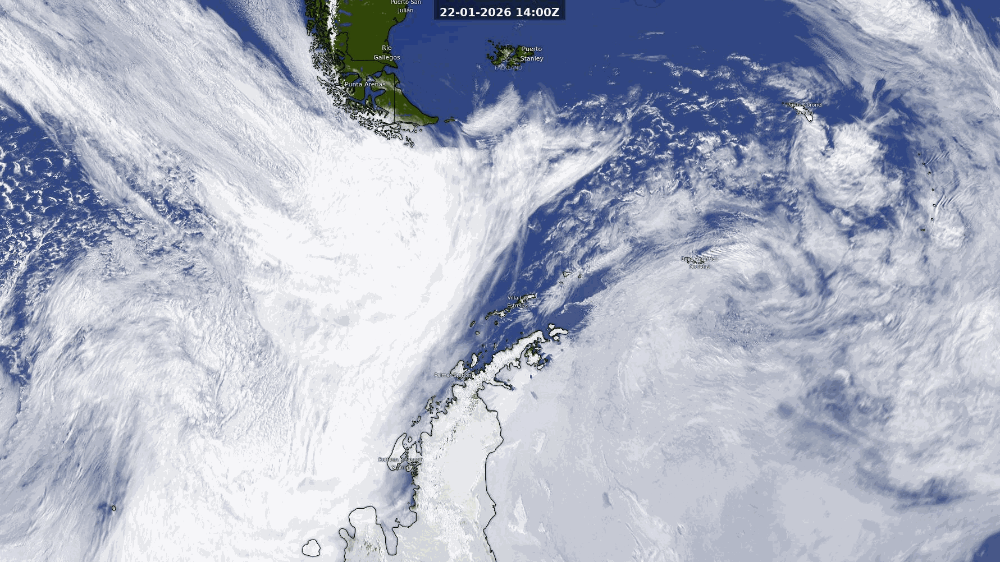 Puerto San
Julián
22-01-2026 14:00Z
Río
Gallegos
Puerto
Stanley
ISLAS
FALKLAND
Punta Arenas
Punta Coronel
Zelaya
Base Antártica
Orcadas
Villa Las
Estrellas
Palmer Station
Rothera Research
Station